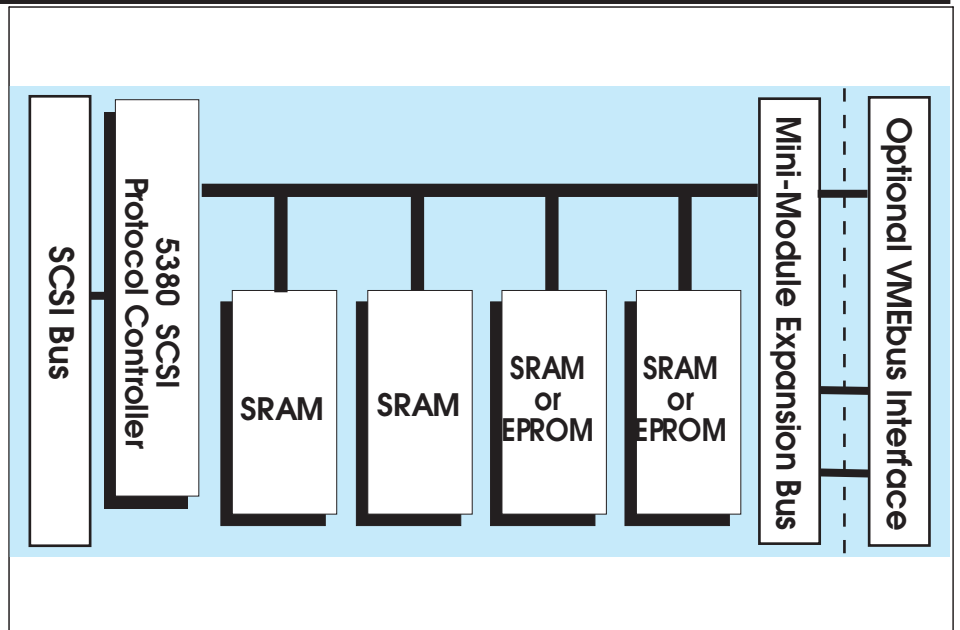 SCSI Bus
5380 SCSI
Protocol Controller
SRAM
SRAM
SRAM
or
EPROM
SRAM
or
EPROM
Mini-Module Expansion Bus
Optional VMEbus Interface